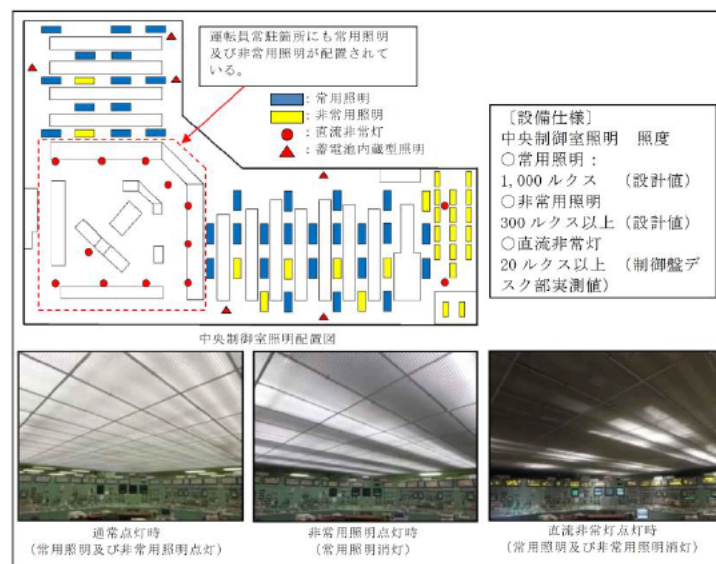 運転員常駐箇所にも常用照明
及び非常用照明が配置されて
いる。
：常用照明
：非常用照明
：直流非常灯
：蓄電池内蔵型照明
〔設備仕様〕
中央制御室照明　照度
○常用照明：
1,000ルクス　（設計値）
○非常用照明
300ルクス以上（設計値）
○直流非常灯
20ルクス以上　（制御盤デ
スク部実測値）
中央制御室照明配置図
通常点灯時
（常用照明及び非常用照明点灯）
非常用照明点灯時
（常用照明消灯）
直流非常灯点灯時
（常用照明及び非常用照明消灯）